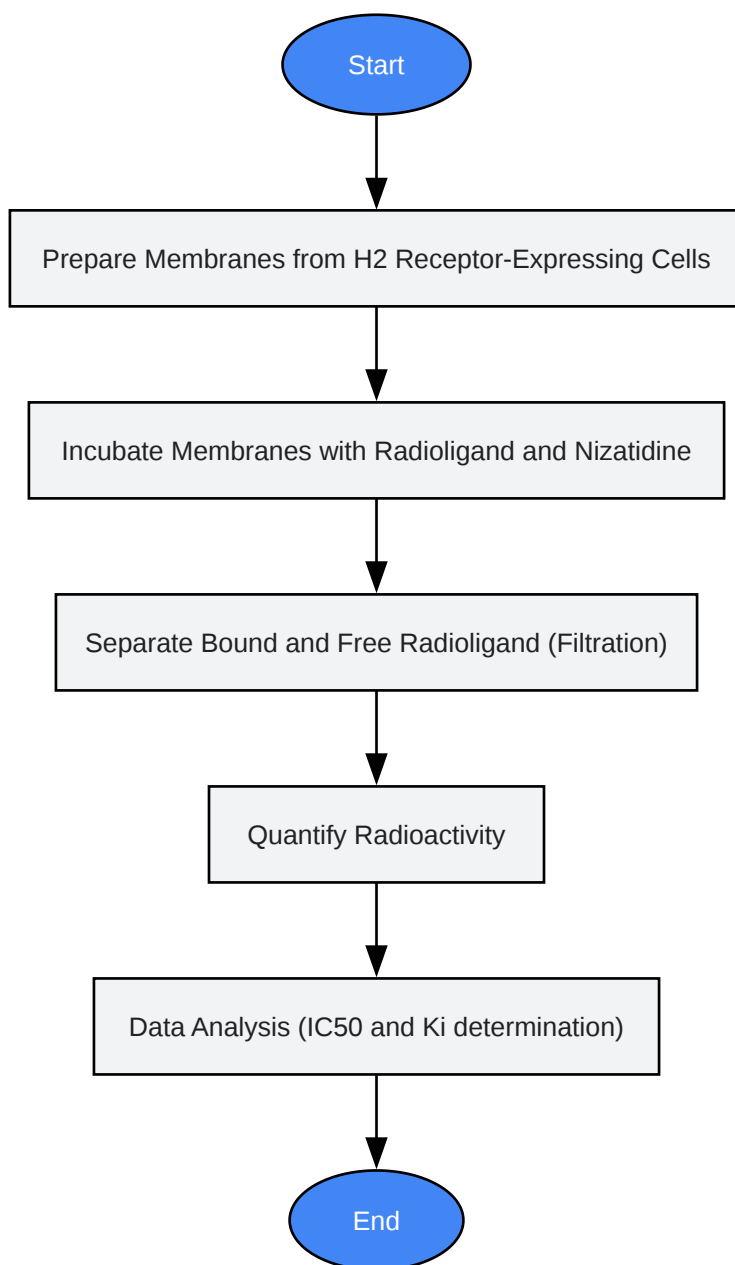 Start
Prepare Membranes from H2 Receptor-Expressing Cells
Incubate Membranes with Radioligand and Nizatidine
Separate Bound and Free Radioligand (Filtration)
Quantify Radioactivity
Data Analysis (IC50 and Ki determination)
End